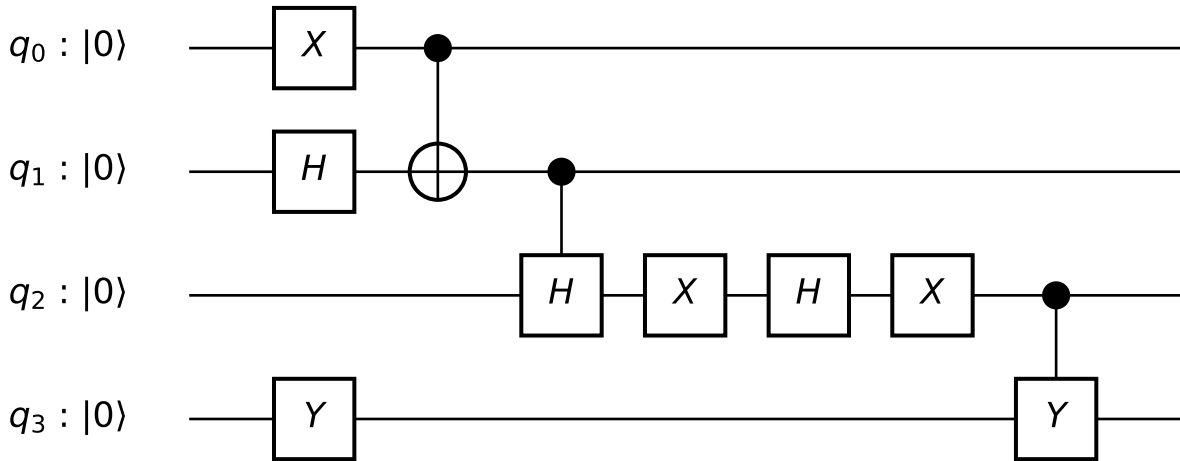 q₀ : |0⟩ X
q₁ : |0⟩ H
q₂ : |0⟩ H X H X
q₃ : |0⟩ Y Y